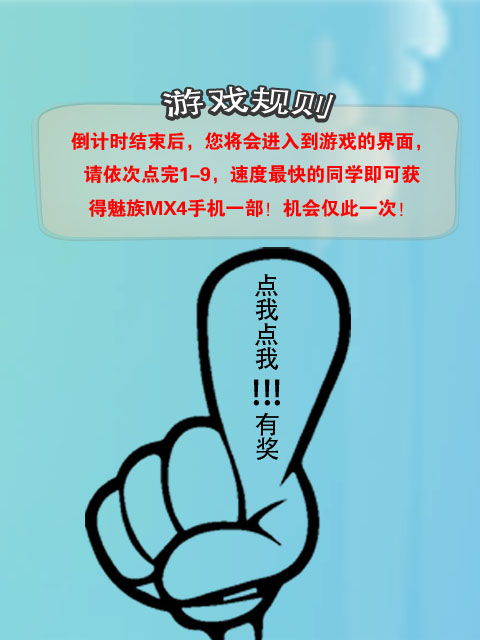 游戏规则
倒计时结束后，您将会进入到游戏的界面，
请依次点完1-9，速度最快的同学即可获
得魅族MX4手机一部！机会仅此一次！
点我点我!!!有奖